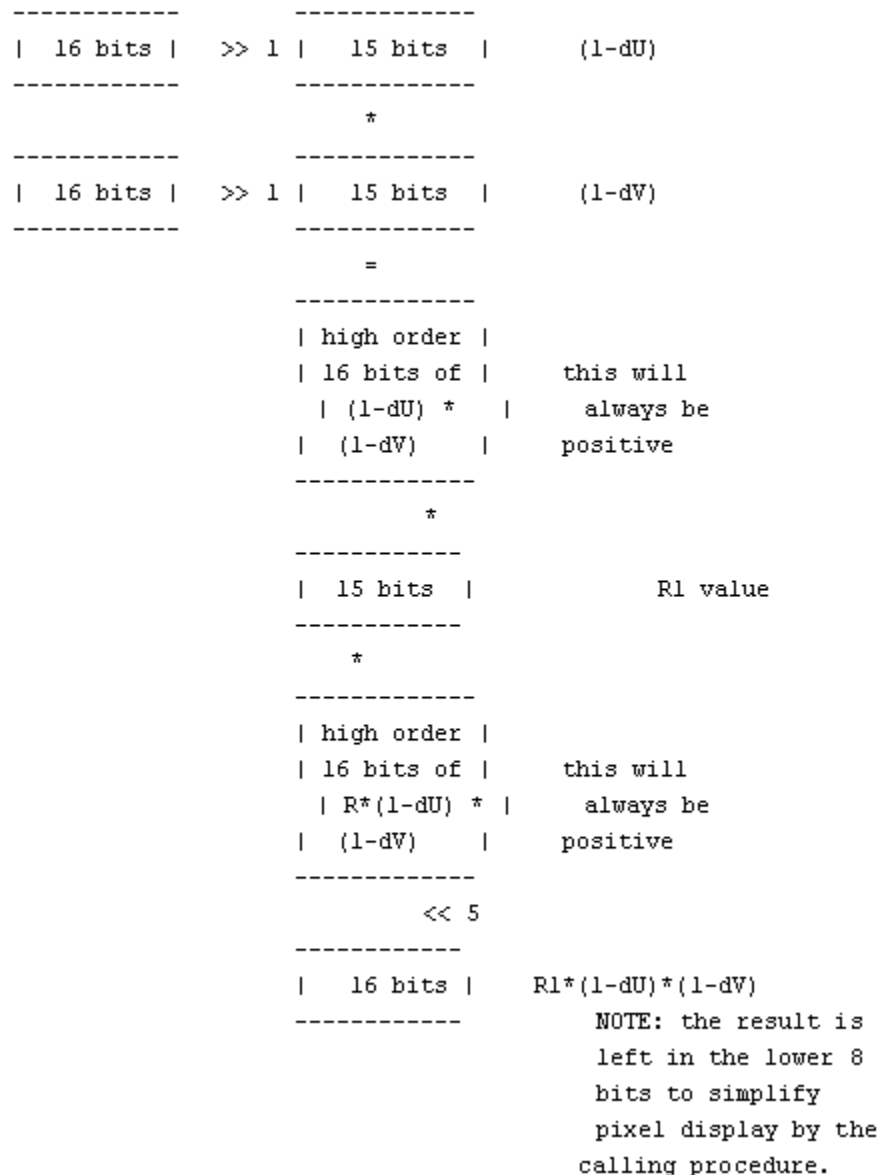 ------------ -------------
| 16 bits | >> 1 | 15 bits | (1-dU)
------------ -------------
*
------------ -------------
| 16 bits | >> 1 | 15 bits | (1-dV)
------------ -------------
=
-------------
| high order |
| 16 bits of | this will
| (1-dU) * | always be
| (1-dV) | positive
-------------
*
------------
| 15 bits | R1 value
------------
*
-------------
| high order |
| 16 bits of | this will
| R*(1-dU) * | always be
| (1-dV) | positive
-------------
<< 5
------------
| 16 bits | R1*(1-dU)*(1-dV)
------------ NOTE: the result is
left in the lower 8
bits to simplify
pixel display by the
calling procedure.